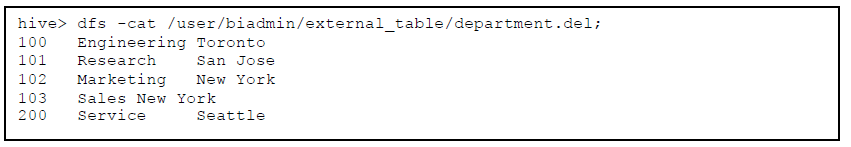 hive> dfs -cat /user/biadmin/external_table/department.del;
100   Engineering Toronto
101   Research    San Jose
102   Marketing   New York
103   Sales New York
200   Service     Seattle